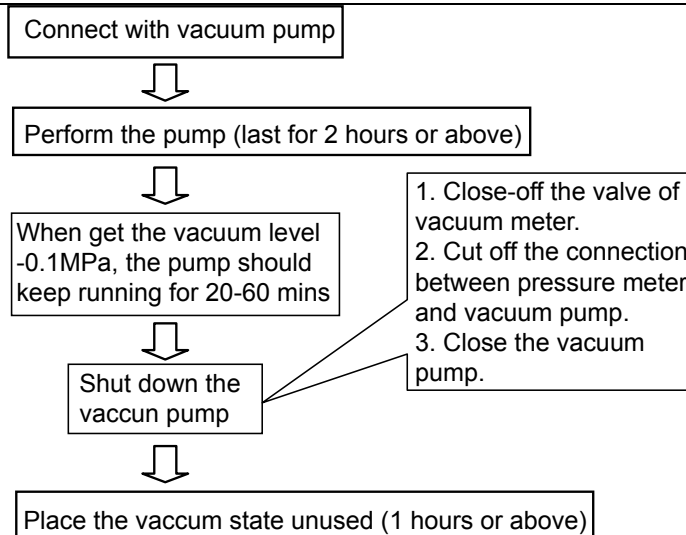 Connect with vacuum pump
Perform the pump (last for 2 hours or above)
When get the vacuum level
-0.1MPa, the pump should
keep running for 20-60 mins
1. Close-off the valve of
vacuum meter.
2. Cut off the connection
between pressure meter
and vacuum pump.
3. Close the vacuum
pump.
Shut down the
vaccun pump
Place the vaccum state unused (1 hours or above)